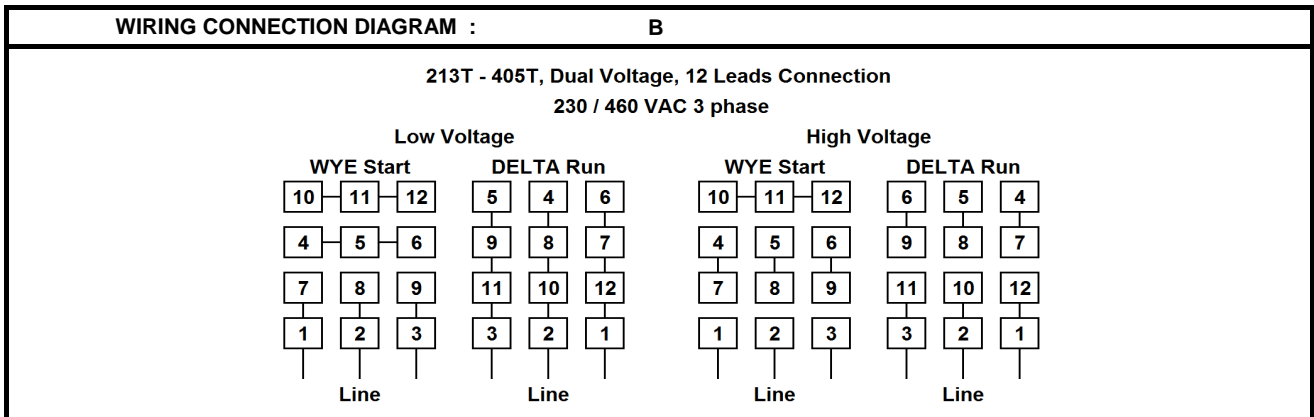 WIRING CONNECTION DIAGRAM : B
213T - 405T, Dual Voltage, 12 Leads Connection
230 / 460 VAC 3 phase
Low Voltage High Voltage
WYE Start DELTA Run WYE Start DELTA Run
10 11 12 5 4 6 10 11 12 6 5 4
4 5 6 9 8 7 4 5 6 9 8 7
7 8 9 11 10 12 7 8 9 11 10 12
1 2 3 3 2 1 1 2 3 3 2 1
Line Line Line Line